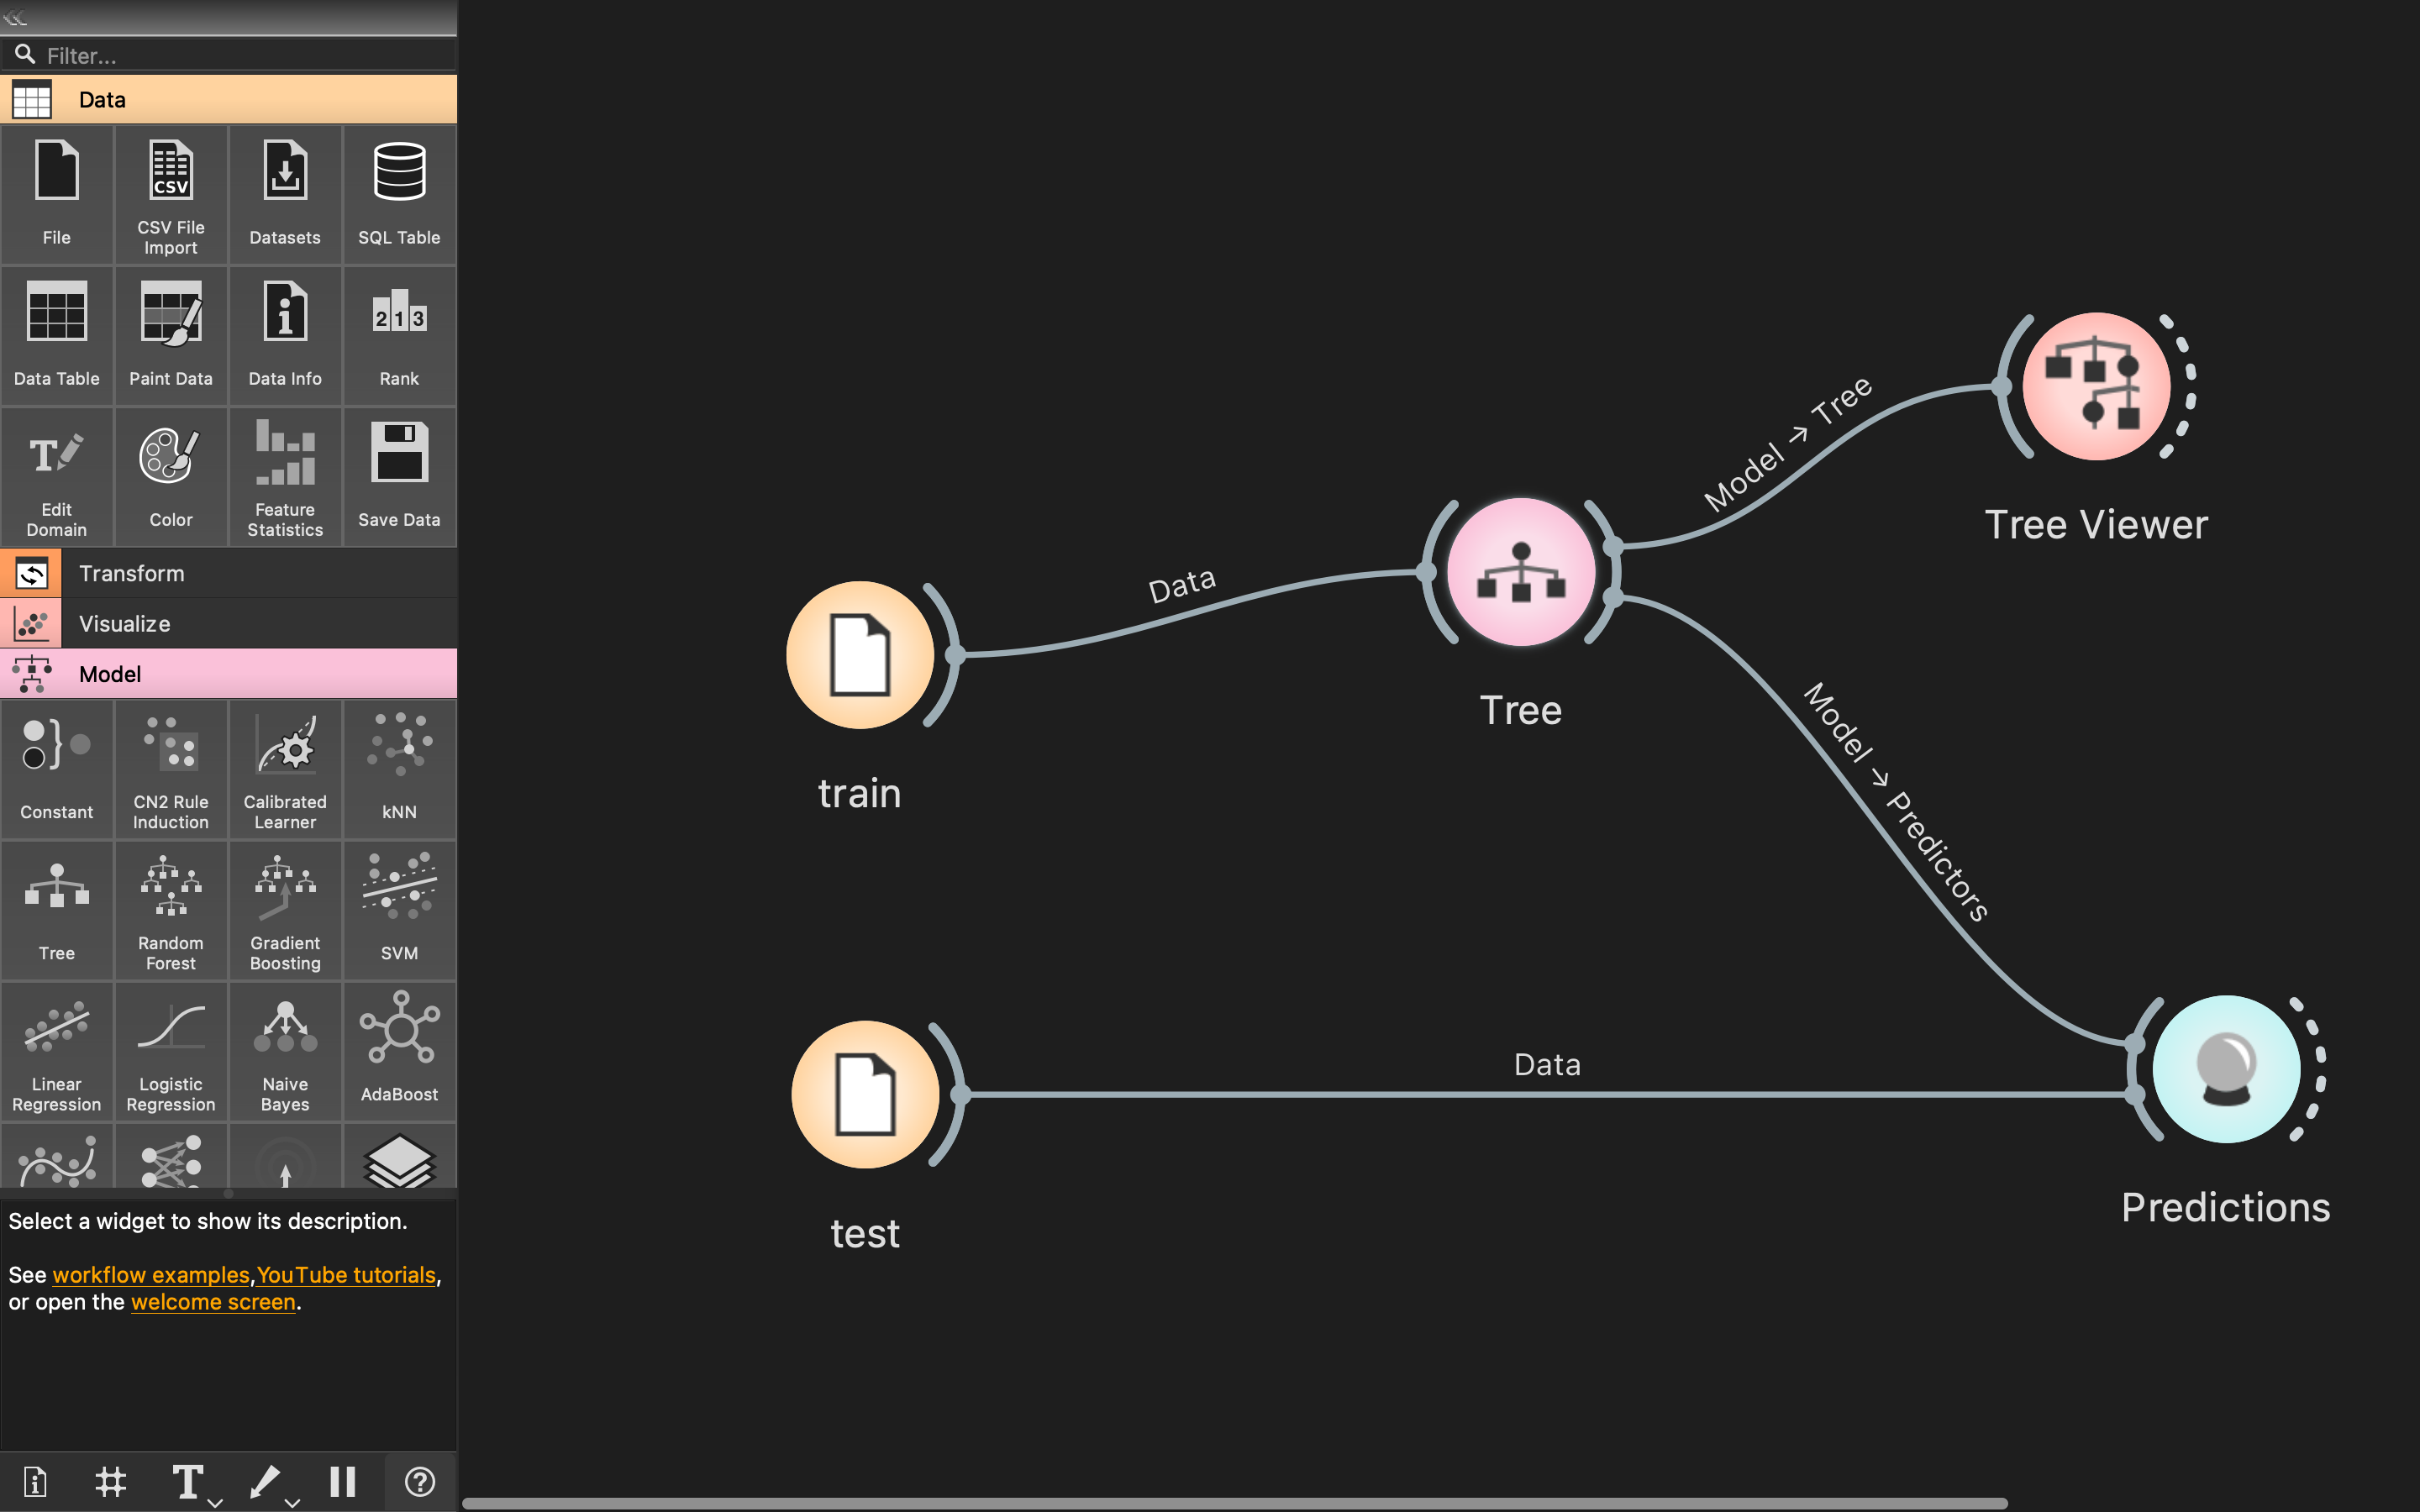 Filter...
Data
File
CSV
CSV File
Import
Datasets
SQL Table
Data Table
Paint Data
Data Info
213
Rank
Edit
Domain
Color
Feature
Statistics
Save Data
Transform
Visualize
Model
Constant
CN2 Rule
Induction
Calibrated
Learner
kNN
Tree
Random
Forest
Gradient
Boosting
SVM
Linear
Regression
Logistic
Regression
Naive
Bayes
AdaBoost
Select a widget to show its description.
See workflow examples, YouTube tutorials,
or open the welcome screen.
train
Data
Tree
Model → Tree
Tree Viewer
Model → Predictors
test
Data
Predictions